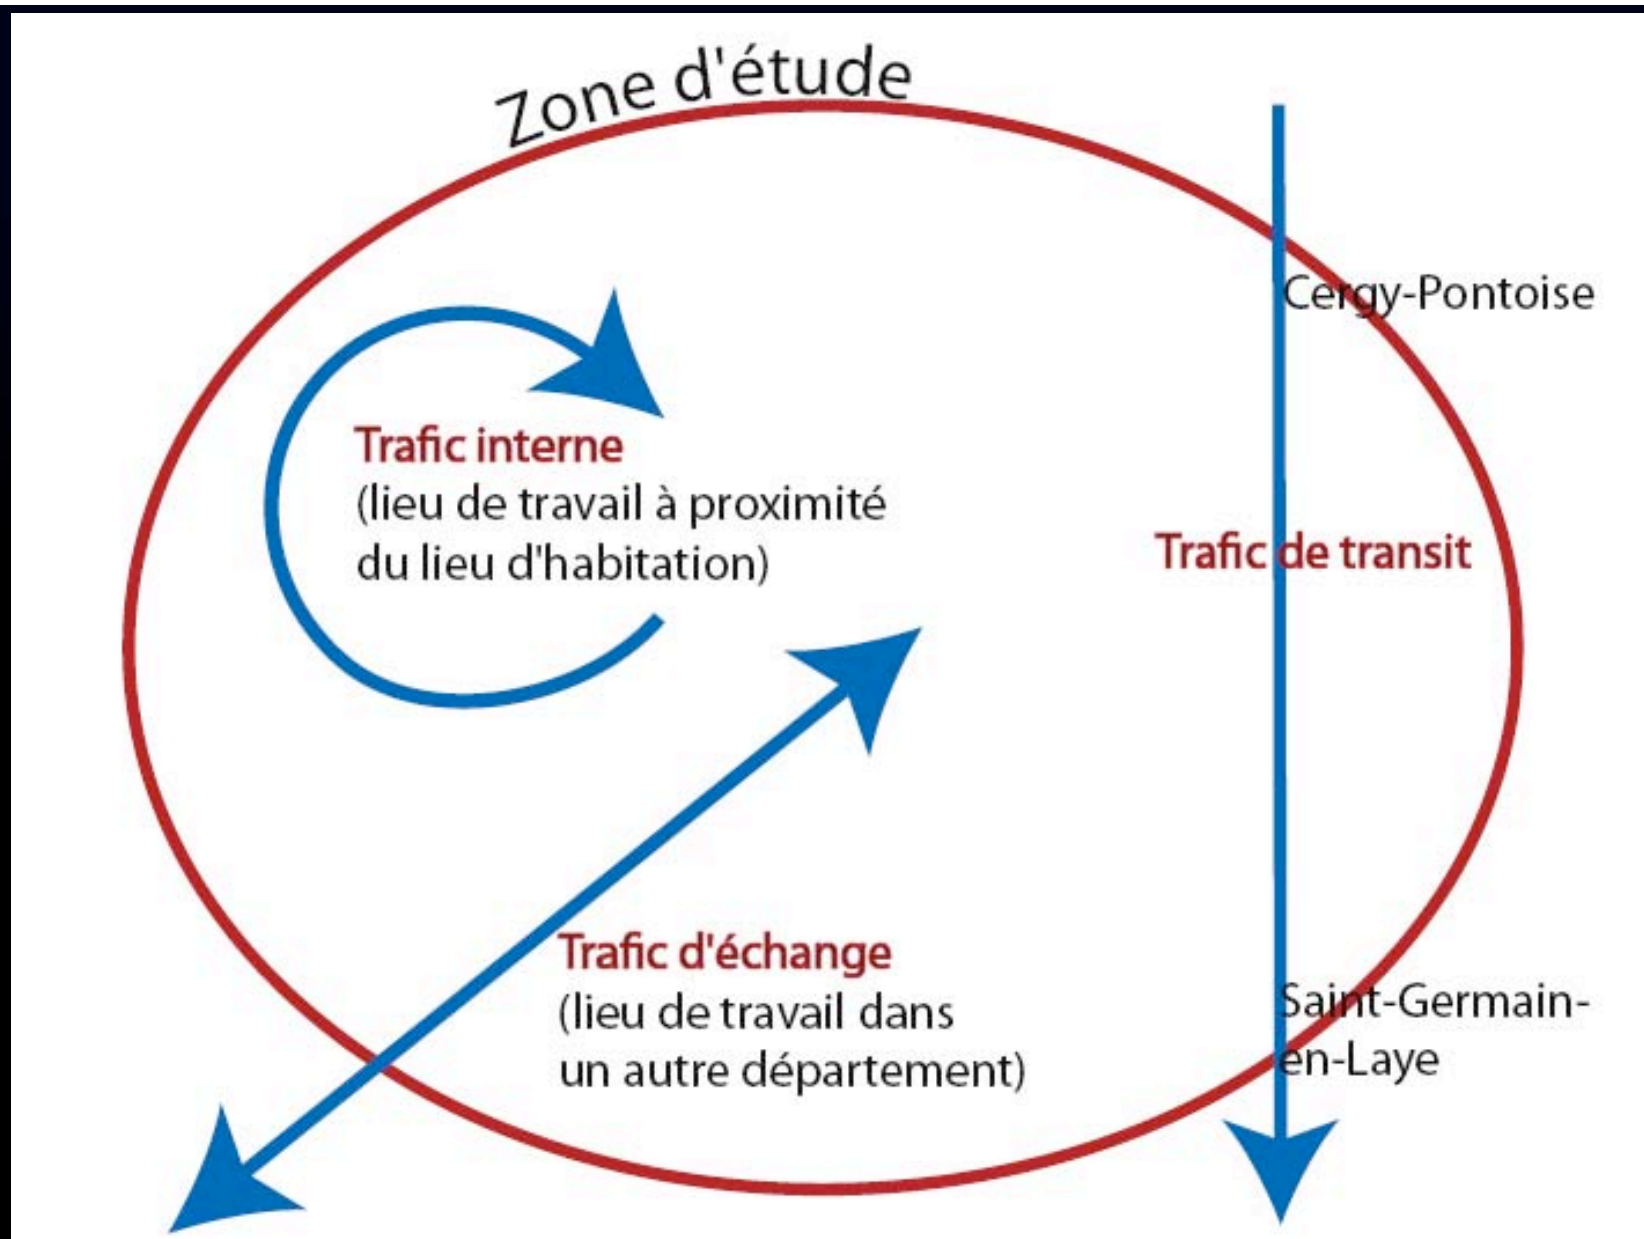 Zone d'étude
Cergy-Pontoise
Trafic interne
(lieu de travail à proximité
du lieu d'habitation)
Trafic de transit
Trafic d'échange
(lieu de travail dans
un autre département)
Saint-Germain-
en-Laye